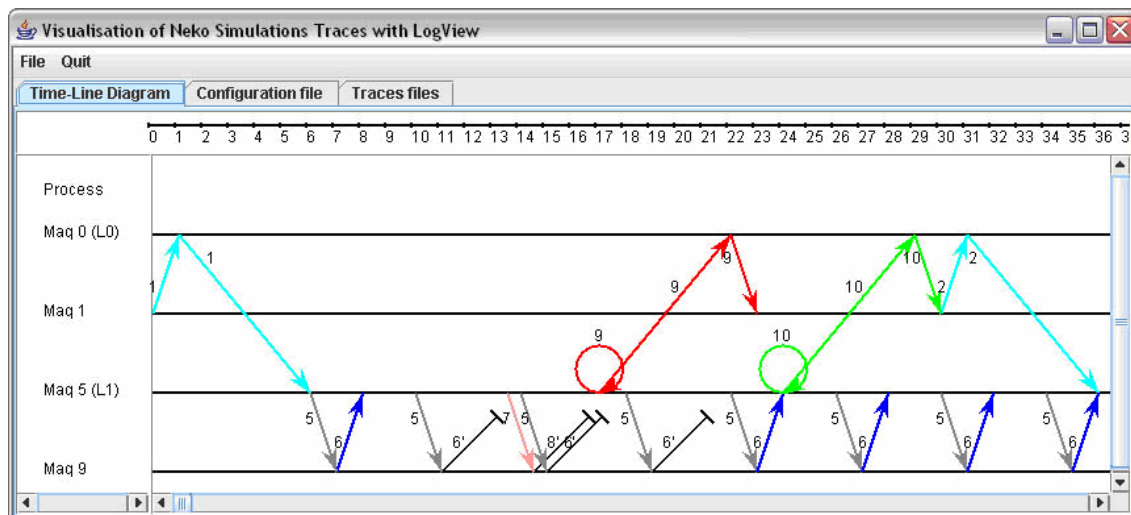 Visualisation of Neko Simulations Traces with LogView
File Quit
Time-Line Diagram Configuration file Traces files
0 1 2 3 4 5 6 7 8 9 10 11 12 13 14 15 16 17 18 19 20 21 22 23 24 25 26 27 28 29 30 31 32 33 34 35 36 3
Process
Maq 0 (L0)
1 9 10 2
1 9 10 2
Maq 1
9 10
Maq 5 (L1)
5 5 7 5 5 5 5 5 5
6 6' 8' 6' 6' 6 6 6 6
Maq 9